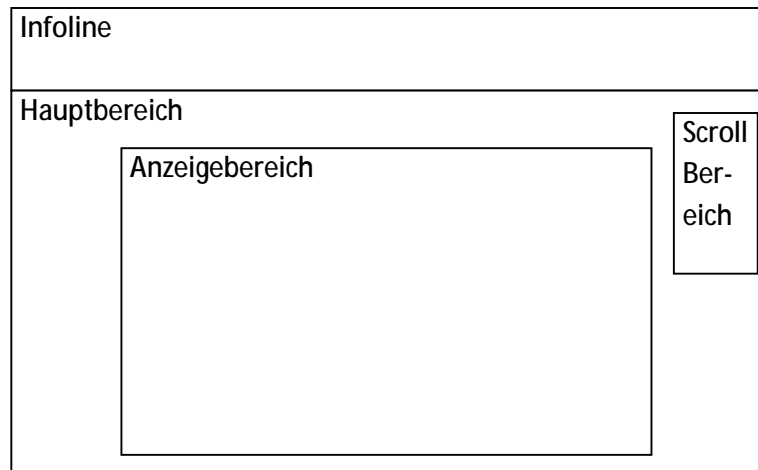 Infoline
Hauptbereich
Anzeigebereich
Scroll
Ber-
eich